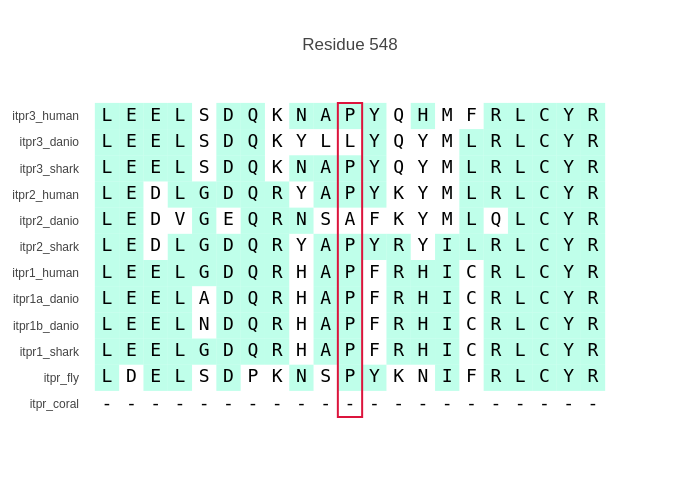 Residue 548
itpr3_human L E E L S D Q K N A P Y Q H M F R L C Y R
itpr3_danio L E E L S D Q K Y L L Y Q Y M L R L C Y R
itpr3_shark L E E L S D Q K N A P Y Q Y M L R L C Y R
itpr2_human L E D L G D Q R Y A P Y K Y M L R L C Y R
itpr2_danio L E D V G E Q R N S A F K Y M L Q L C Y R
itpr2_shark L E D L G D Q R Y A P Y R Y I L R L C Y R
itpr1_human L E E L G D Q R H A P F R H I C R L C Y R
itpr1a_danio L E E L A D Q R H A P F R H I C R L C Y R
itpr1b_danio L E E L N D Q R H A P F R H I C R L C Y R
itpr1_shark L E E L G D Q R H A P F R H I C R L C Y R
itpr_fly L D E L S D P K N S P Y K N I F R L C Y R
itpr_coral - - - - - - - - - - - - - - - - - - - - -